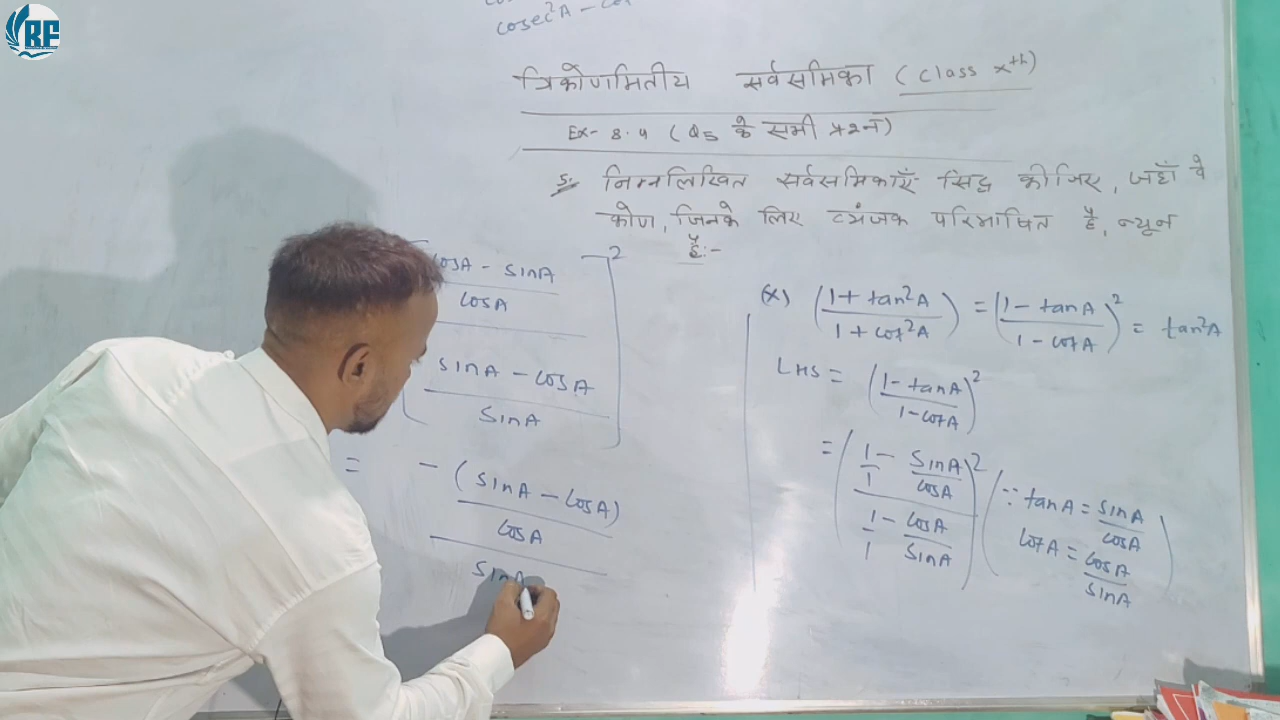 RF
cosec²A - co
त्रिकोणमितीय सर्वसमिका (class xᵗʰ)
Ex- 8.4 (Q5 के सभी प्रश्न)
5. निम्नलिखित सर्वसमिकाएँ सिद्ध कीजिए, जहाँ वे
कोण, जिनके लिए व्यंजक परिभाषित है, न्यून
है:-
cosA - sinA
cosA
2
sinA - cosA
sinA
= - (sinA - cosA)
cosA
sinA
(x) (1 + tan²A / 1 + cot²A) = (1 - tanA / 1 - cotA)² = tan²A
LHS = (1 - tanA / 1 - cotA)²
= (1/1 - sinA/cosA / 1/1 - cosA/sinA)² (∵ tanA = sinA/cosA
cotA = cosA/sinA)